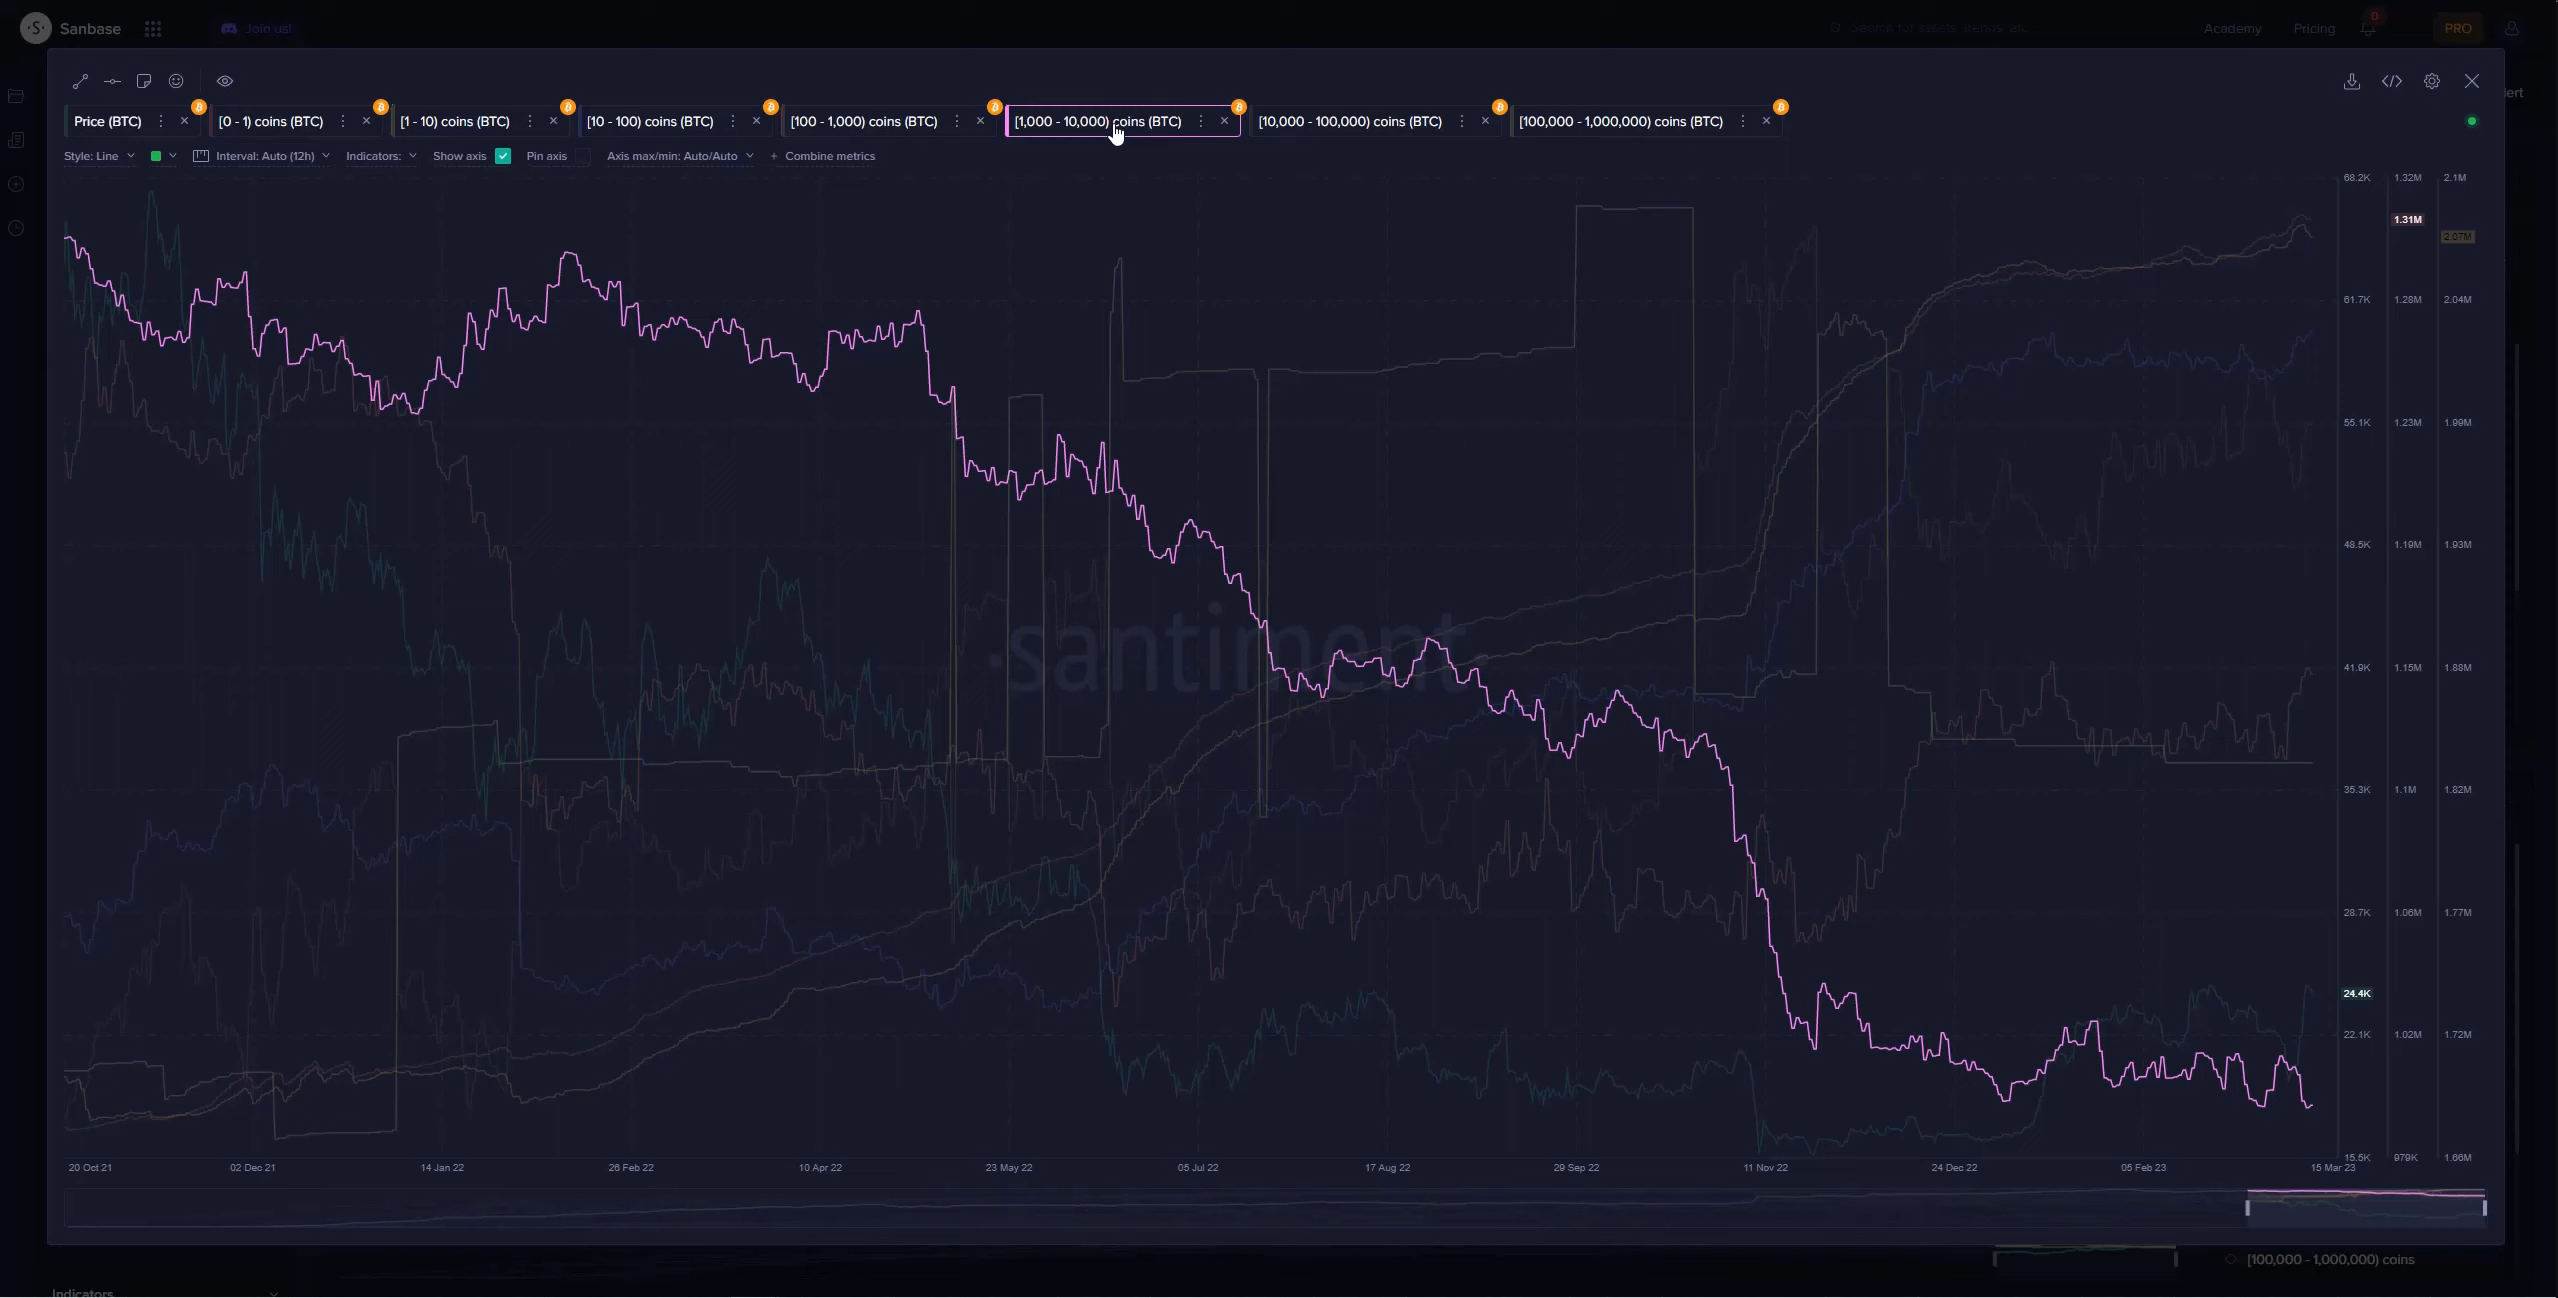 Sanbase Join us! Search for assets, trends, etc. Academy Pricing 0 PRO
Price (BTC) [0 - 1) coins (BTC) [1 - 10) coins (BTC) [10 - 100) coins (BTC) [100 - 1,000) coins (BTC) [1,000 - 10,000) coins (BTC) [10,000 - 100,000) coins (BTC) [100,000 - 1,000,000) coins (BTC)
Style: Line Interval: Auto (12h) Indicators: Show axis Pin axis Axis max/min: Auto/Auto + Combine metrics
68.2K 1.32M 2.1M
1.31M
2.07M
61.7K 1.28M 2.04M
55.1K 1.23M 1.99M
48.5K 1.19M 1.93M
·santiment·
41.9K 1.15M 1.88M
35.3K 1.1M 1.82M
28.7K 1.06M 1.77M
24.4K
22.1K 1.02M 1.72M
15.5K 979K 1.66M
20 Oct 21 02 Dec 21 14 Jan 22 26 Feb 22 10 Apr 22 23 May 22 05 Jul 22 17 Aug 22 29 Sep 22 11 Nov 22 24 Dec 22 05 Feb 23 15 Mar 23
[100,000 - 1,000,000) coins
Indicators